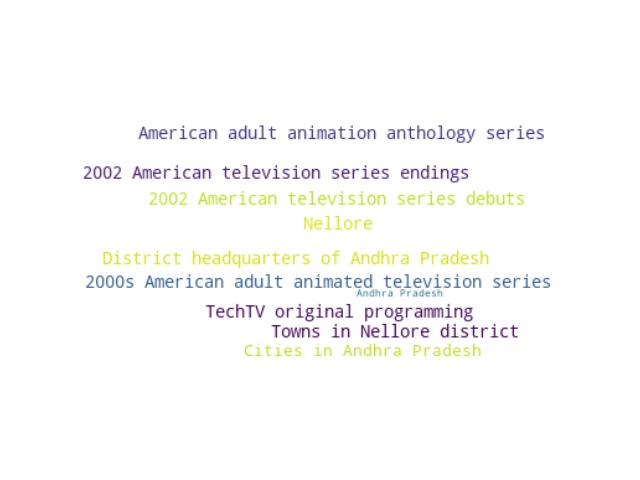 American adult animation anthology series
2002 American television series endings
2002 American television series debuts
Nellore
District headquarters of Andhra Pradesh
2000s American adult animated television series
Andhra Pradesh
TechTV original programming
Towns in Nellore district
Cities in Andhra Pradesh